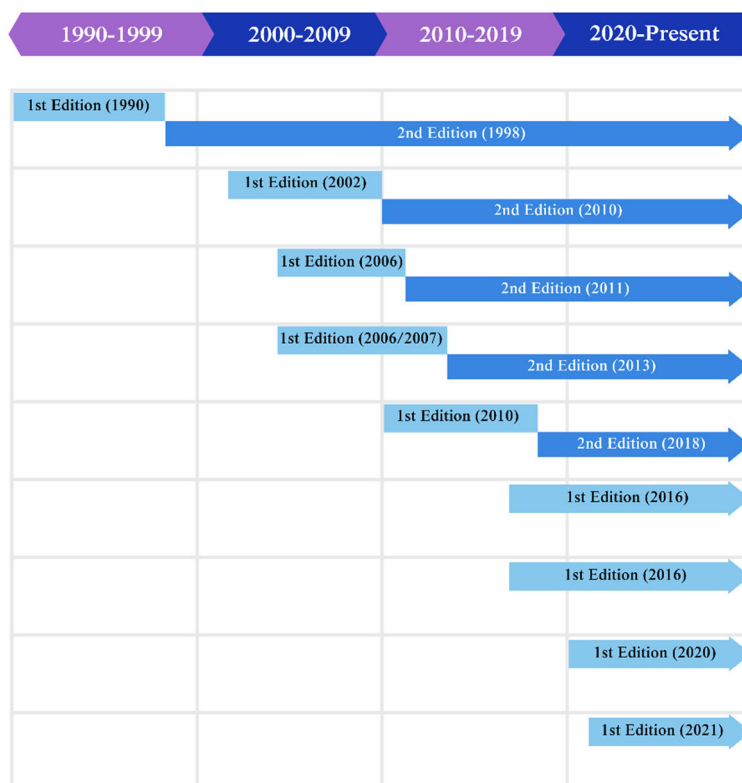 1990-1999 2000-2009 2010-2019 2020-Present
1st Edition (1990)
2nd Edition (1998)
1st Edition (2002)
2nd Edition (2010)
1st Edition (2006)
2nd Edition (2011)
1st Edition (2006/2007)
2nd Edition (2013)
1st Edition (2010)
2nd Edition (2018)
1st Edition (2016)
1st Edition (2016)
1st Edition (2020)
1st Edition (2021)